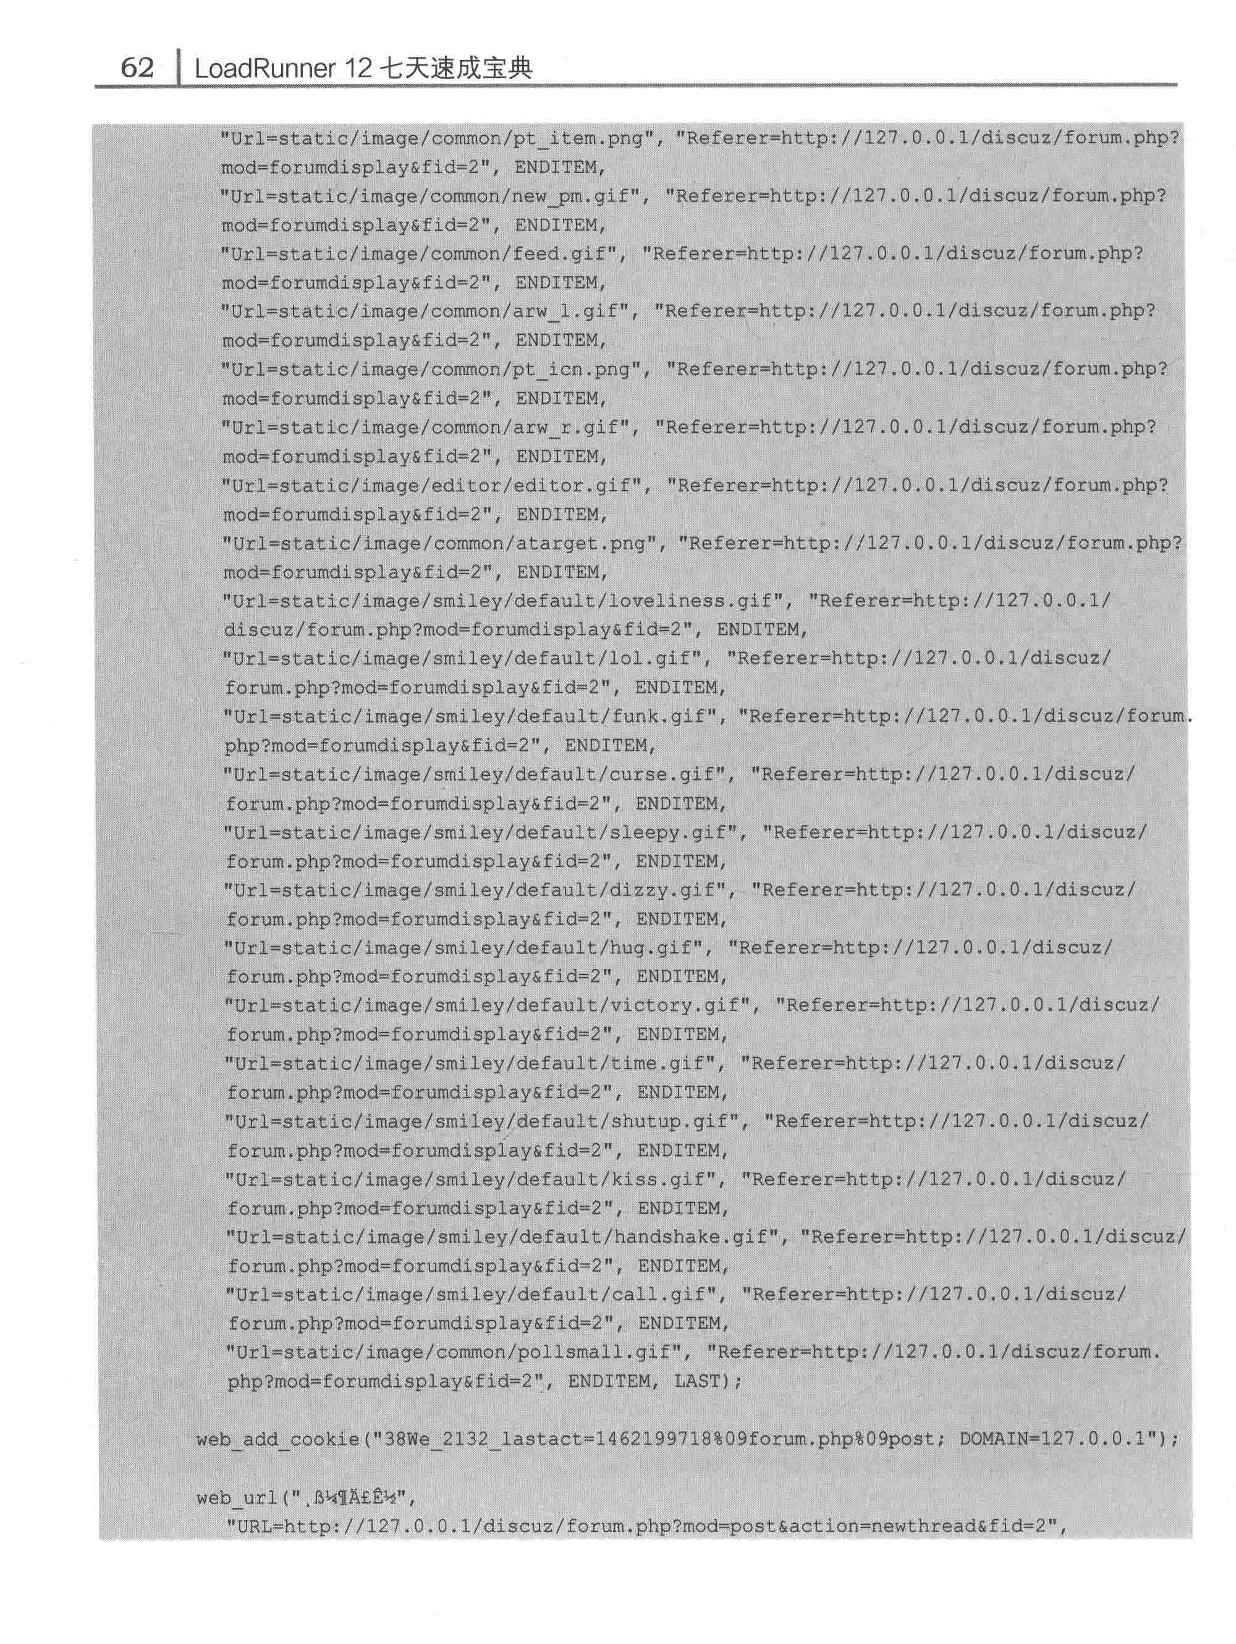 62 LoadRunner 12 七天速成宝典
"Url=static/image/common/pt_item.png", "Referer=http://127.0.0.1/discuz/forum.php?
mod=forumdisplay&fid=2", ENDITEM,
"Url=static/image/common/new_pm.gif", "Referer=http://127.0.0.1/discuz/forum.php?
mod=forumdisplay&fid=2", ENDITEM,
"Url=static/image/common/feed.gif", "Referer=http://127.0.0.1/discuz/forum.php?
mod=forumdisplay&fid=2", ENDITEM,
"Url=static/image/common/arw_l.gif", "Referer=http://127.0.0.1/discuz/forum.php?
mod=forumdisplay&fid=2", ENDITEM,
"Url=static/image/common/pt_icn.png", "Referer=http://127.0.0.1/discuz/forum.php?
mod=forumdisplay&fid=2", ENDITEM,
"Url=static/image/common/arw_r.gif", "Referer=http://127.0.0.1/discuz/forum.php?
mod=forumdisplay&fid=2", ENDITEM,
"Url=static/image/editor/editor.gif", "Referer=http://127.0.0.1/discuz/forum.php?
mod=forumdisplay&fid=2", ENDITEM,
"Url=static/image/common/atarget.png", "Referer=http://127.0.0.1/discuz/forum.php?
mod=forumdisplay&fid=2", ENDITEM,
"Url=static/image/smiley/default/loveliness.gif", "Referer=http://127.0.0.1/
discuz/forum.php?mod=forumdisplay&fid=2", ENDITEM,
"Url=static/image/smiley/default/lol.gif", "Referer=http://127.0.0.1/discuz/
forum.php?mod=forumdisplay&fid=2", ENDITEM,
"Url=static/image/smiley/default/funk.gif", "Referer=http://127.0.0.1/discuz/forum.
php?mod=forumdisplay&fid=2", ENDITEM,
"Url=static/image/smiley/default/curse.gif", "Referer=http://127.0.0.1/discuz/
forum.php?mod=forumdisplay&fid=2", ENDITEM,
"Url=static/image/smiley/default/sleepy.gif", "Referer=http://127.0.0.1/discuz/
forum.php?mod=forumdisplay&fid=2", ENDITEM,
"Url=static/image/smiley/default/dizzy.gif", "Referer=http://127.0.0.1/discuz/
forum.php?mod=forumdisplay&fid=2", ENDITEM,
"Url=static/image/smiley/default/hug.gif", "Referer=http://127.0.0.1/discuz/
forum.php?mod=forumdisplay&fid=2", ENDITEM,
"Url=static/image/smiley/default/victory.gif", "Referer=http://127.0.0.1/discuz/
forum.php?mod=forumdisplay&fid=2", ENDITEM,
"Url=static/image/smiley/default/time.gif", "Referer=http://127.0.0.1/discuz/
forum.php?mod=forumdisplay&fid=2", ENDITEM,
"Url=static/image/smiley/default/shutup.gif", "Referer=http://127.0.0.1/discuz/
forum.php?mod=forumdisplay&fid=2", ENDITEM,
"Url=static/image/smiley/default/kiss.gif", "Referer=http://127.0.0.1/discuz/
forum.php?mod=forumdisplay&fid=2", ENDITEM,
"Url=static/image/smiley/default/handshake.gif", "Referer=http://127.0.0.1/discuz/
forum.php?mod=forumdisplay&fid=2", ENDITEM,
"Url=static/image/smiley/default/call.gif", "Referer=http://127.0.0.1/discuz/
forum.php?mod=forumdisplay&fid=2", ENDITEM,
"Url=static/image/common/pollsmall.gif", "Referer=http://127.0.0.1/discuz/forum.
php?mod=forumdisplay&fid=2", ENDITEM, LAST);
web_add_cookie("38We_2132_lastact=1462199718%09forum.php%09post; DOMAIN=127.0.0.1");
web_url("¸ß¼¶Ä£Ê½",
"URL=http://127.0.0.1/discuz/forum.php?mod=post&action=newthread&fid=2",